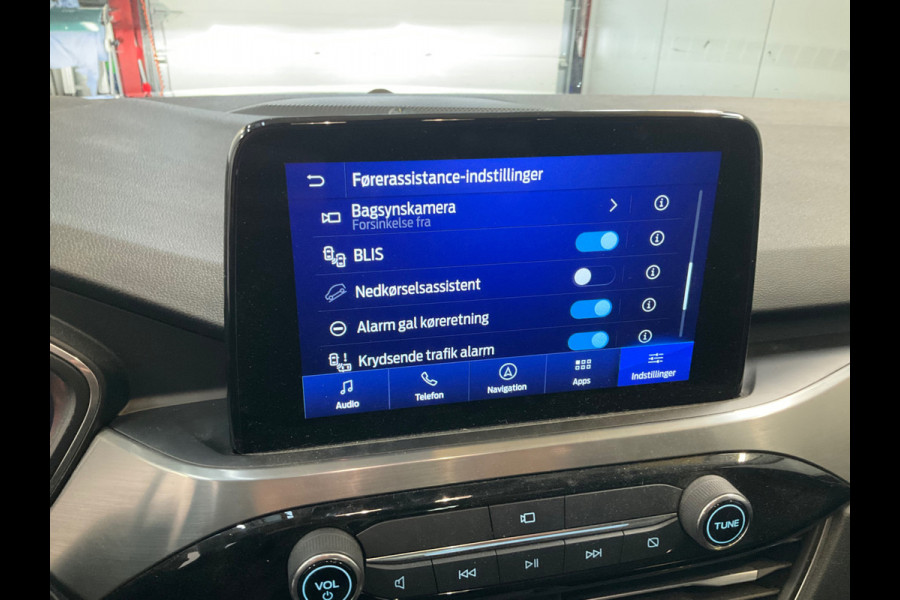 Førerassistance-indstillinger
Bagsynskamera
Forsinkelse fra
BLIS
Nedkørselsassistent
Alarm gal køreretning
Krydsende trafik alarm
Audio
Telefon
Navigation
Apps
Indstillinger
VOL
TUNE